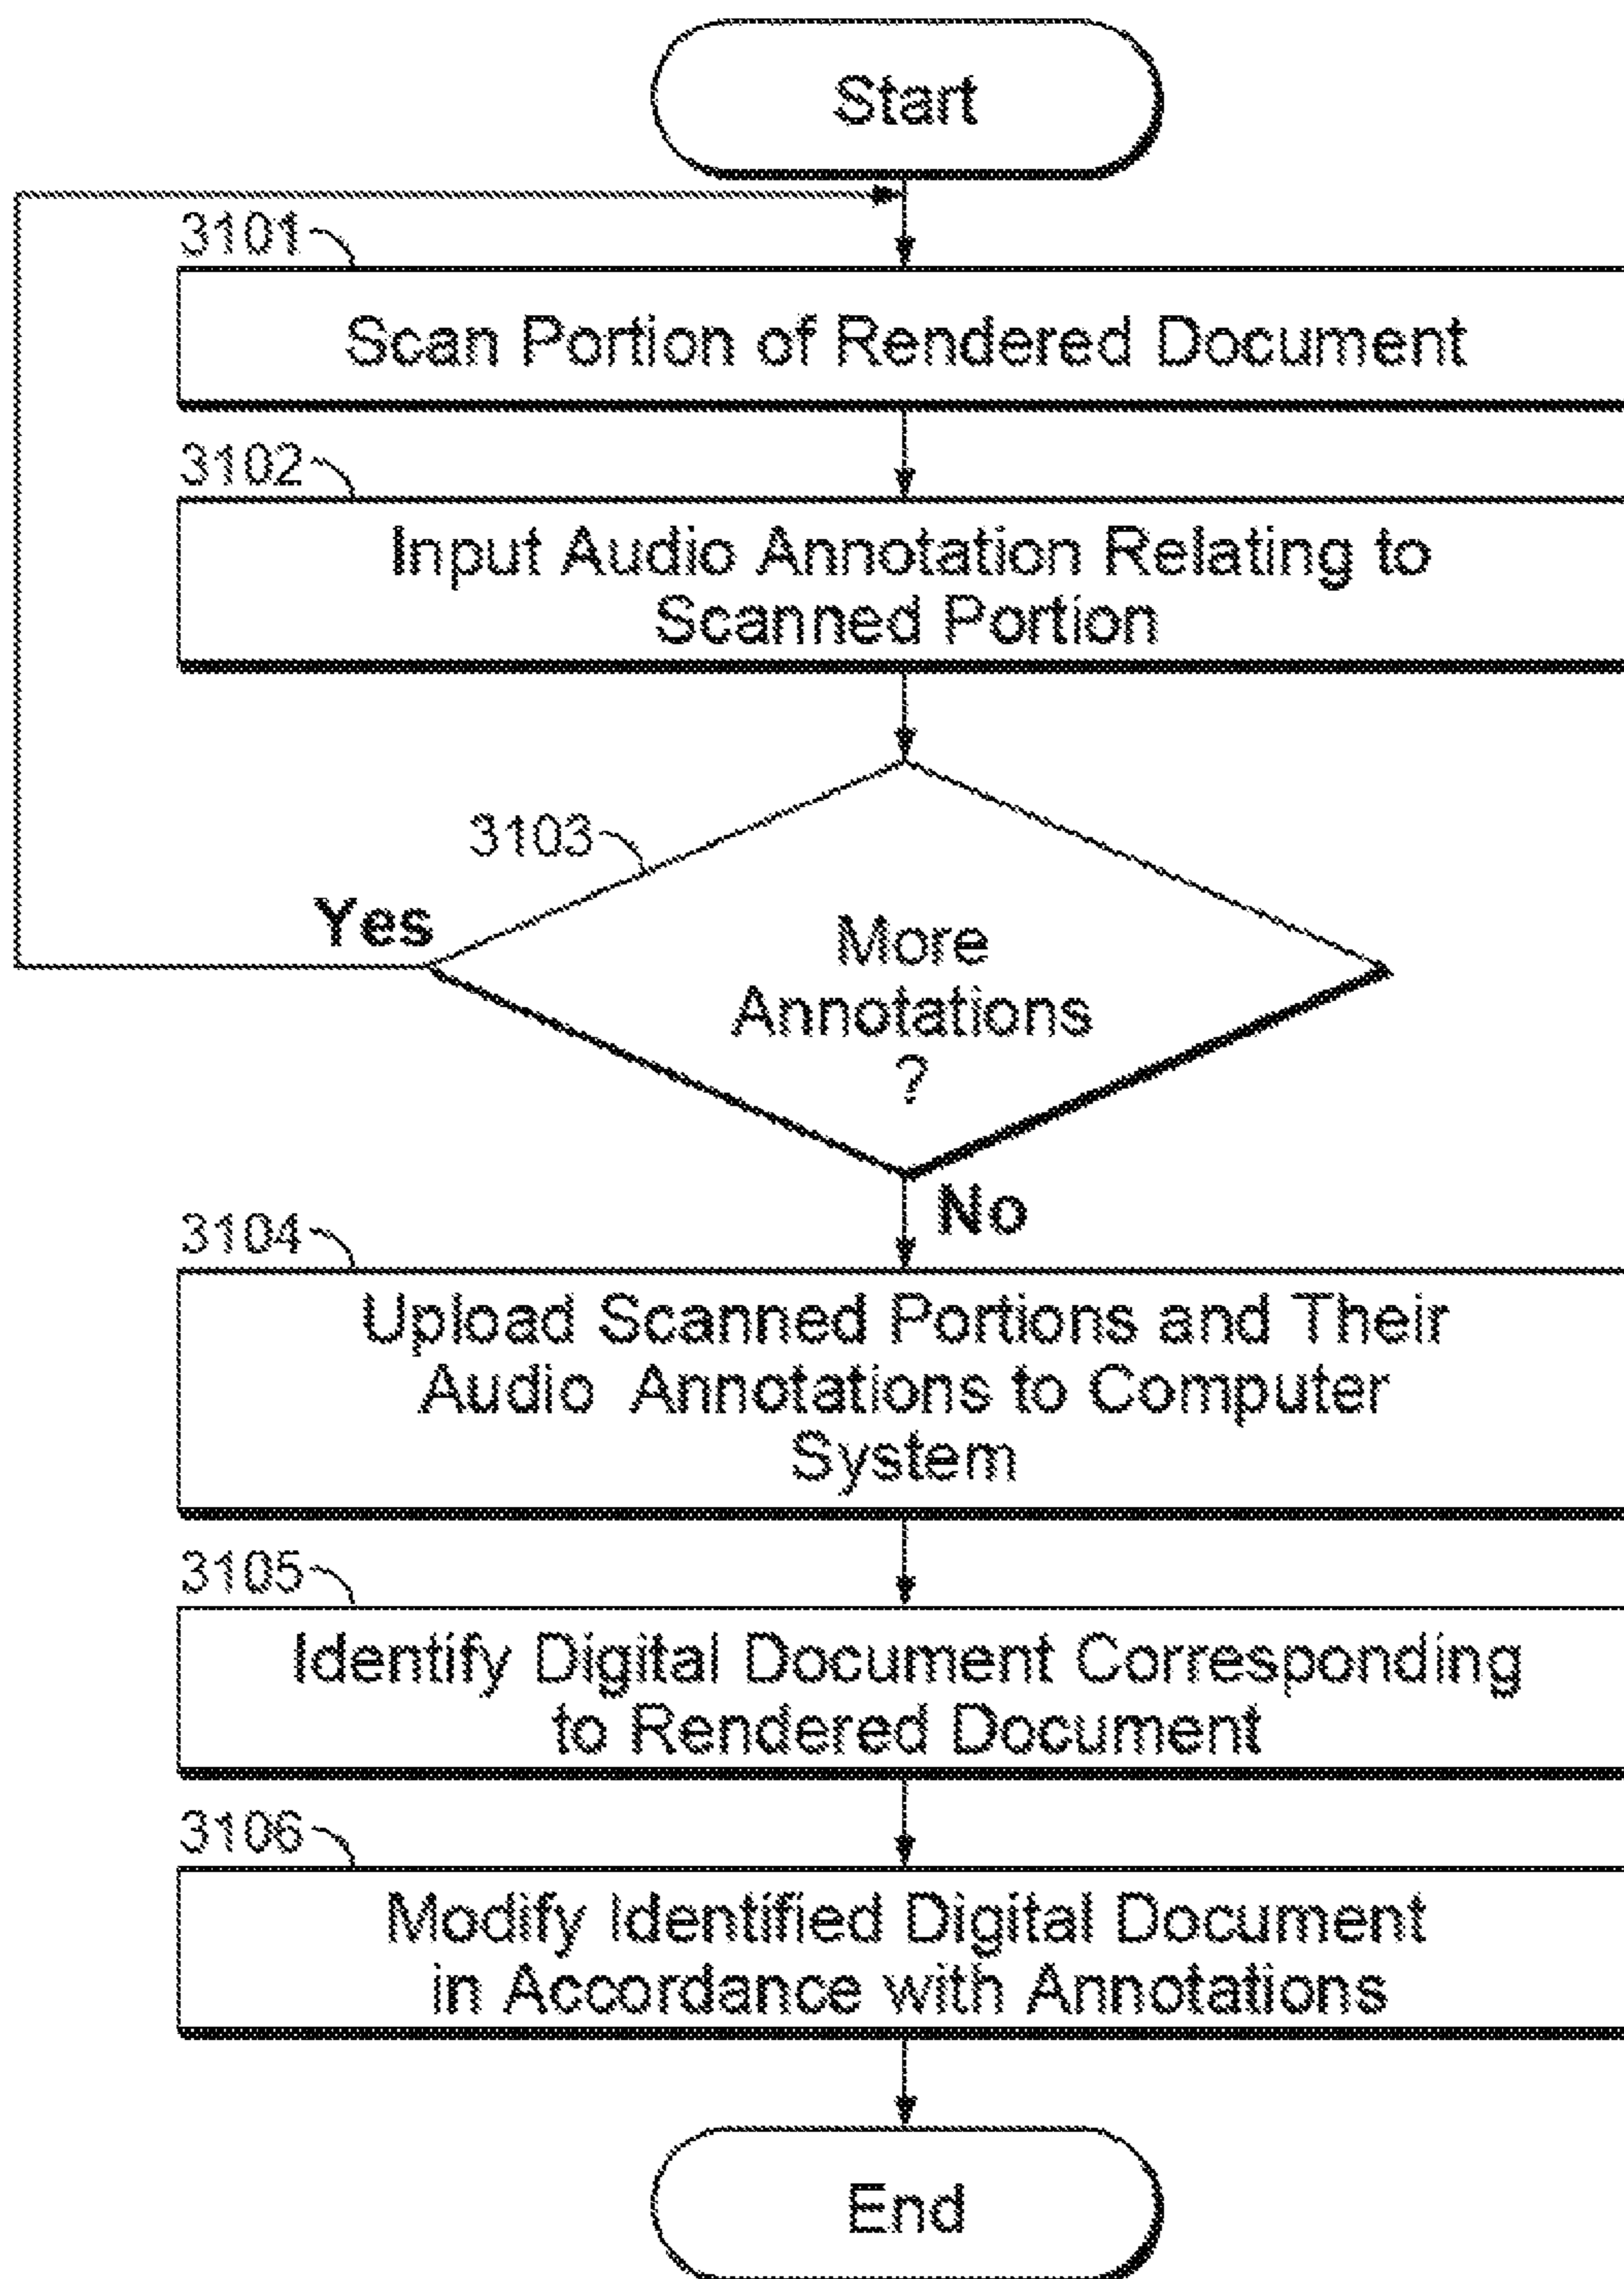 Start
3101
Scan Portion of Rendered Document
3102
Input Audio Annotation Relating to
Scanned Portion
3103
Yes
More
Annotations
?
No
3104
Upload Scanned Portions and Their
Audio Annotations to Computer
System
3105
Identify Digital Document Corresponding
to Rendered Document
3106
Modify Identified Digital Document
in Accordance with Annotations
End